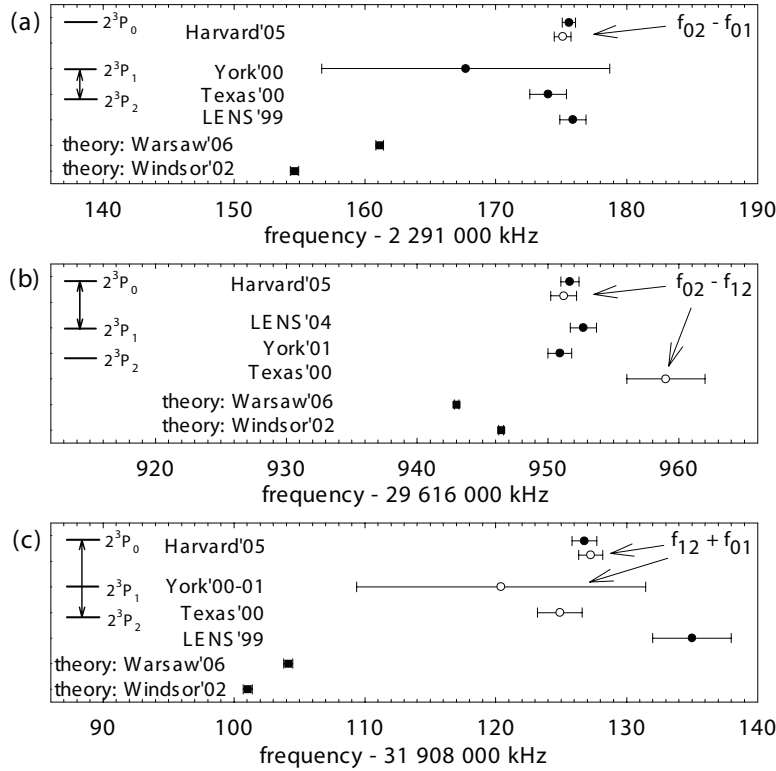 (a)
2³P₀
Harvard'05
f₀₂ - f₀₁
2³P₁
York'00
2³P₂
Texas'00
LENS'99
theory: Warsaw'06
theory: Windsor'02
140 150 160 170 180 190
frequency - 2 291 000 kHz
(b)
2³P₀
Harvard'05
f₀₂ - f₁₂
2³P₁
LENS'04
2³P₂
York'01
Texas'00
theory: Warsaw'06
theory: Windsor'02
920 930 940 950 960
frequency - 29 616 000 kHz
(c)
2³P₀
Harvard'05
f₁₂ + f₀₁
2³P₁
York'00-01
2³P₂
Texas'00
LENS'99
theory: Warsaw'06
theory: Windsor'02
90 100 110 120 130 140
frequency - 31 908 000 kHz